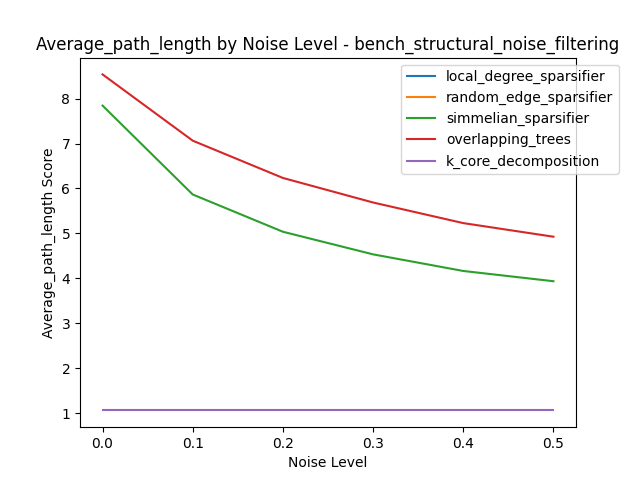 Average_path_length by Noise Level - bench_structural_noise_filtering
local_degree_sparsifier
random_edge_sparsifier
simmelian_sparsifier
overlapping_trees
k_core_decomposition
Average_path_length Score
8
7
6
5
4
3
2
1
0.0 0.1 0.2 0.3 0.4 0.5
Noise Level